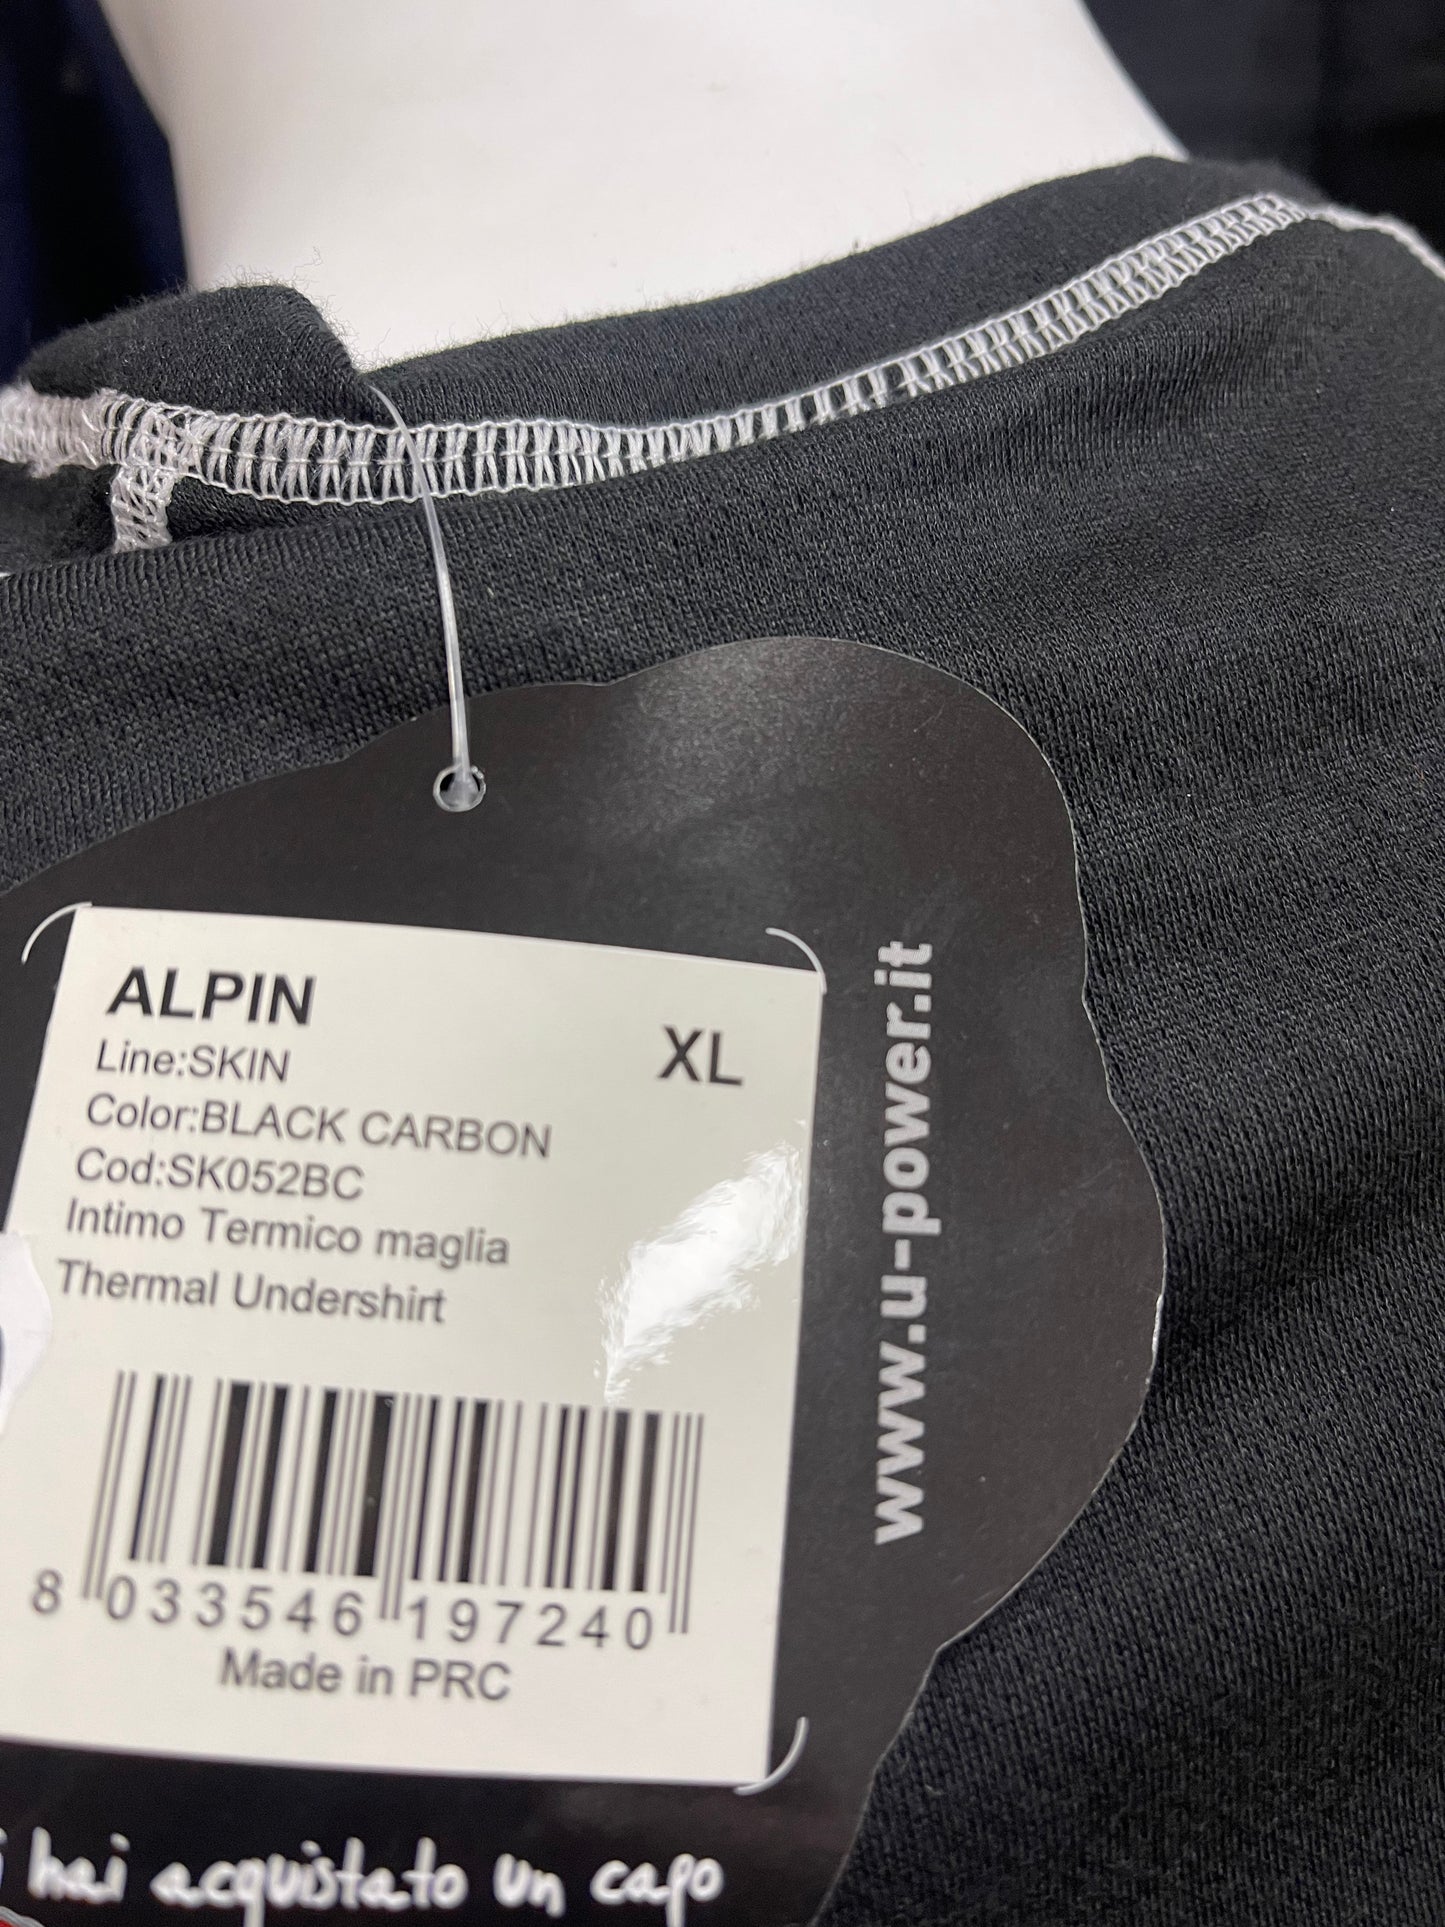 ALPIN
XL
Line:SKIN
Color:BLACK CARBON
Cod:SK052BC
Intimo Termico maglia
Thermal Undershirt
8 033546 197240
Made in PRC
www.u-power.it
hai acquistato un capo